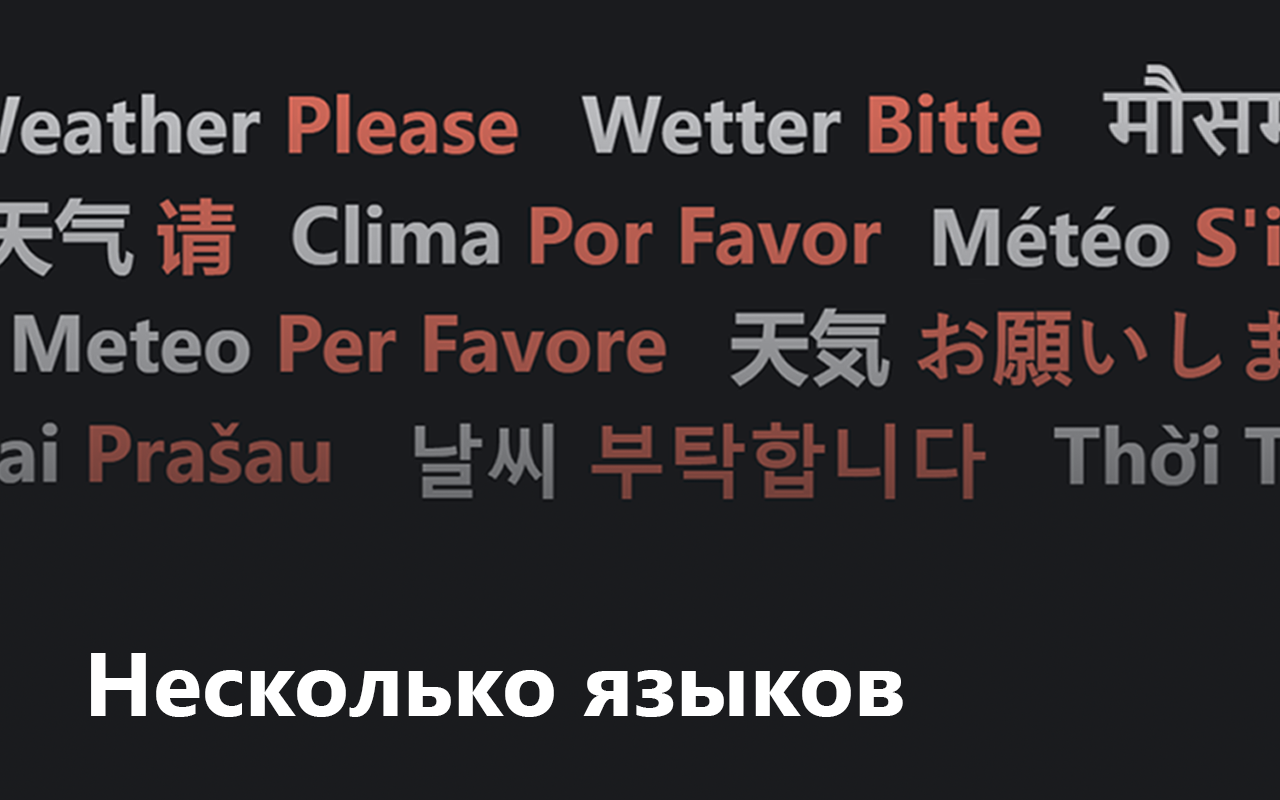 Weather Please Wetter Bitte मौसम
天气 请 Clima Por Favor Météo S'i
Meteo Per Favore 天気 お願いしま
ai Prašau 날씨 부탁합니다 Thời T
Несколько языков